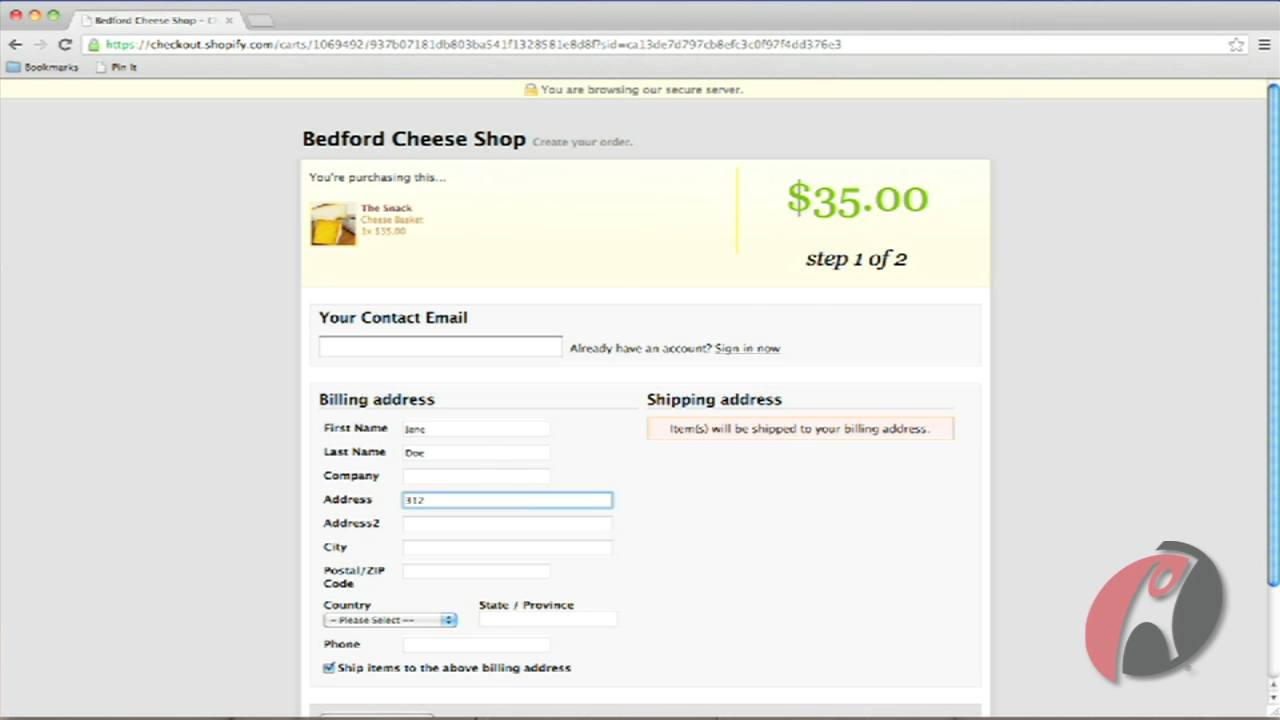 Bedford Cheese Shop - C
https://checkout.shopify.com/carts/1069492/937b07181db803ba541f1328581e8d8f?sid=ca13de7d797cb8efc3c0f97f4dd376e3
Bookmarks Pin It
You are browsing our secure server.
Bedford Cheese Shop Create your order.
You're purchasing this...
The Snack
Cheese Basket
1x $35.00
$35.00
step 1 of 2
Your Contact Email
Already have an account? Sign in now
Billing address
Shipping address
First Name Jane
Item(s) will be shipped to your billing address.
Last Name Doe
Company
Address 312
Address2
City
Postal/ZIP
Code
Country State / Province
-- Please Select --
Phone
Ship items to the above billing address